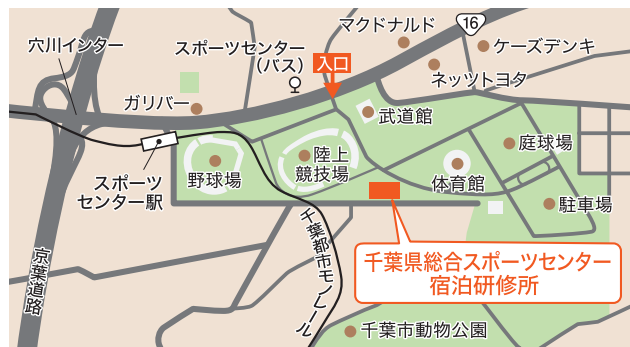 マクドナルド
16
穴川インター
スポーツセンター
(バス)
ケーズデンキ
入口
ネッツトヨタ
ガリバー
武道館
庭球場
陸上
競技場
野球場
体育館
スポーツ
センター駅
駐車場
千葉都市モノレール
京葉道路
千葉県総合スポーツセンター
宿泊研修所
千葉市動物公園